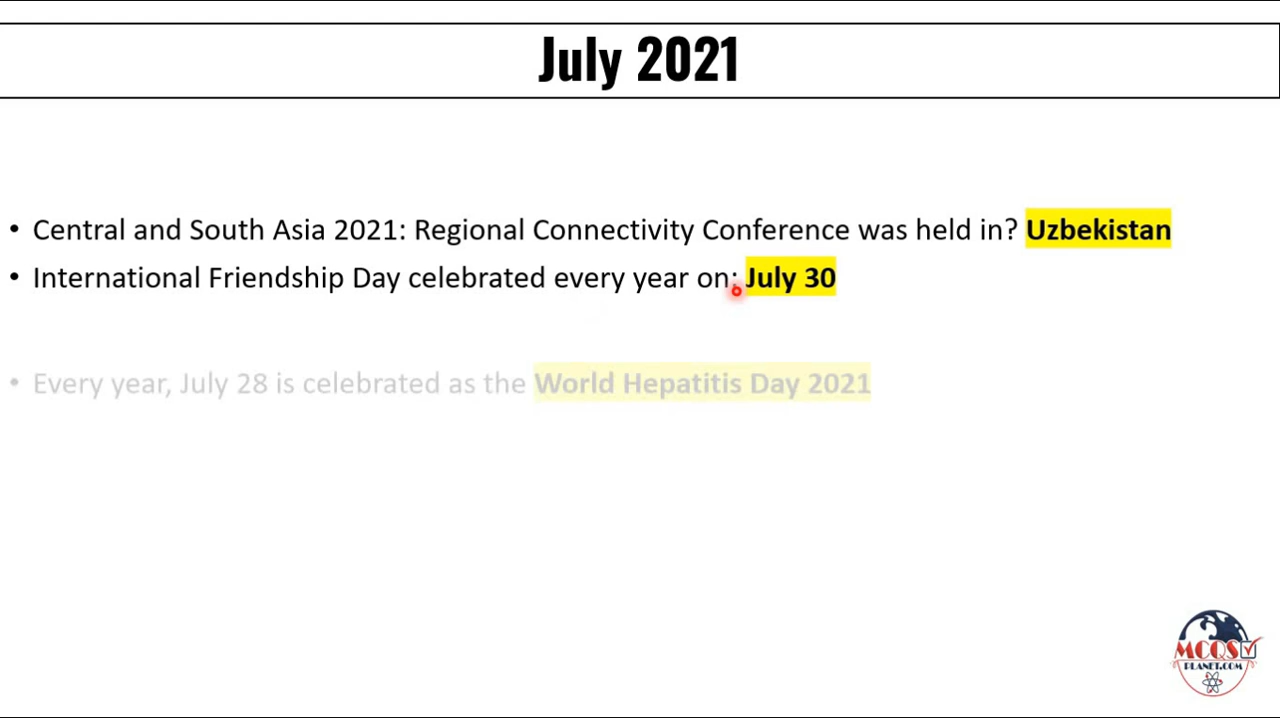 July 2021
• Central and South Asia 2021: Regional Connectivity Conference was held in? Uzbekistan
• International Friendship Day celebrated every year on: July 30
• Every year, July 28 is celebrated as the World Hepatitis Day 2021
MCQS
PLANET.COM